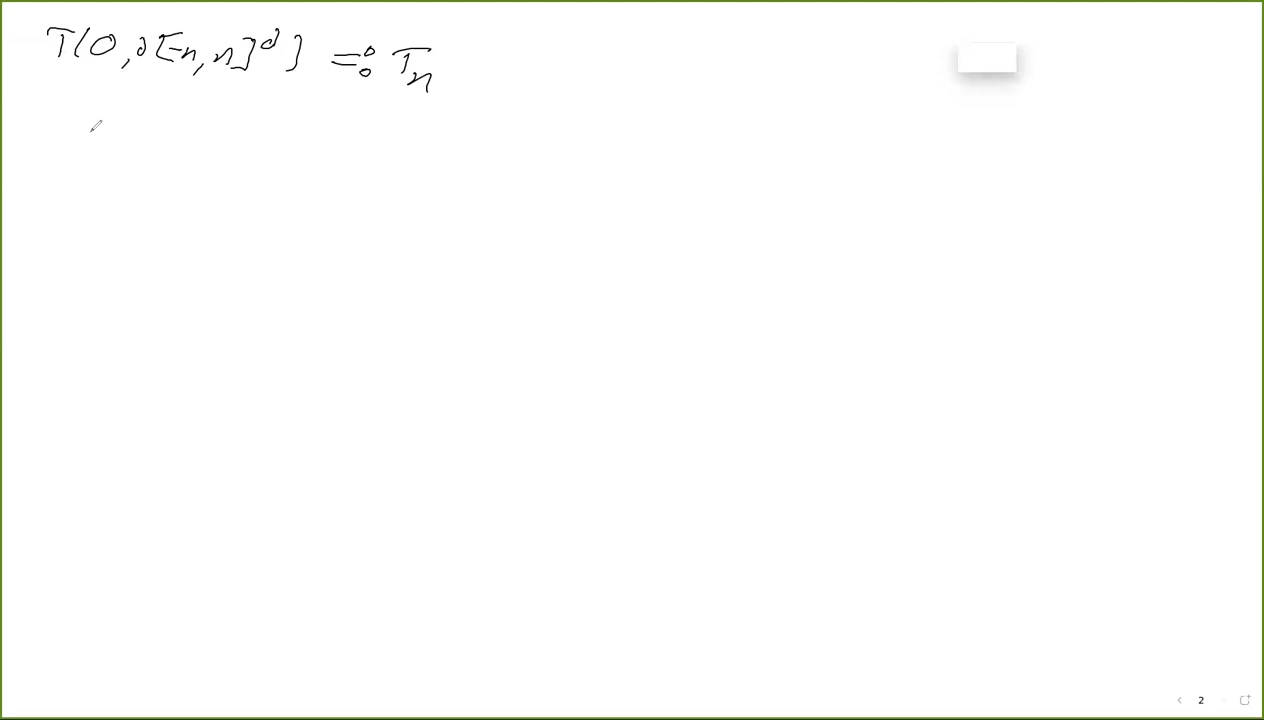 T(0, ∂[-n, n]^d) =: T_n
2